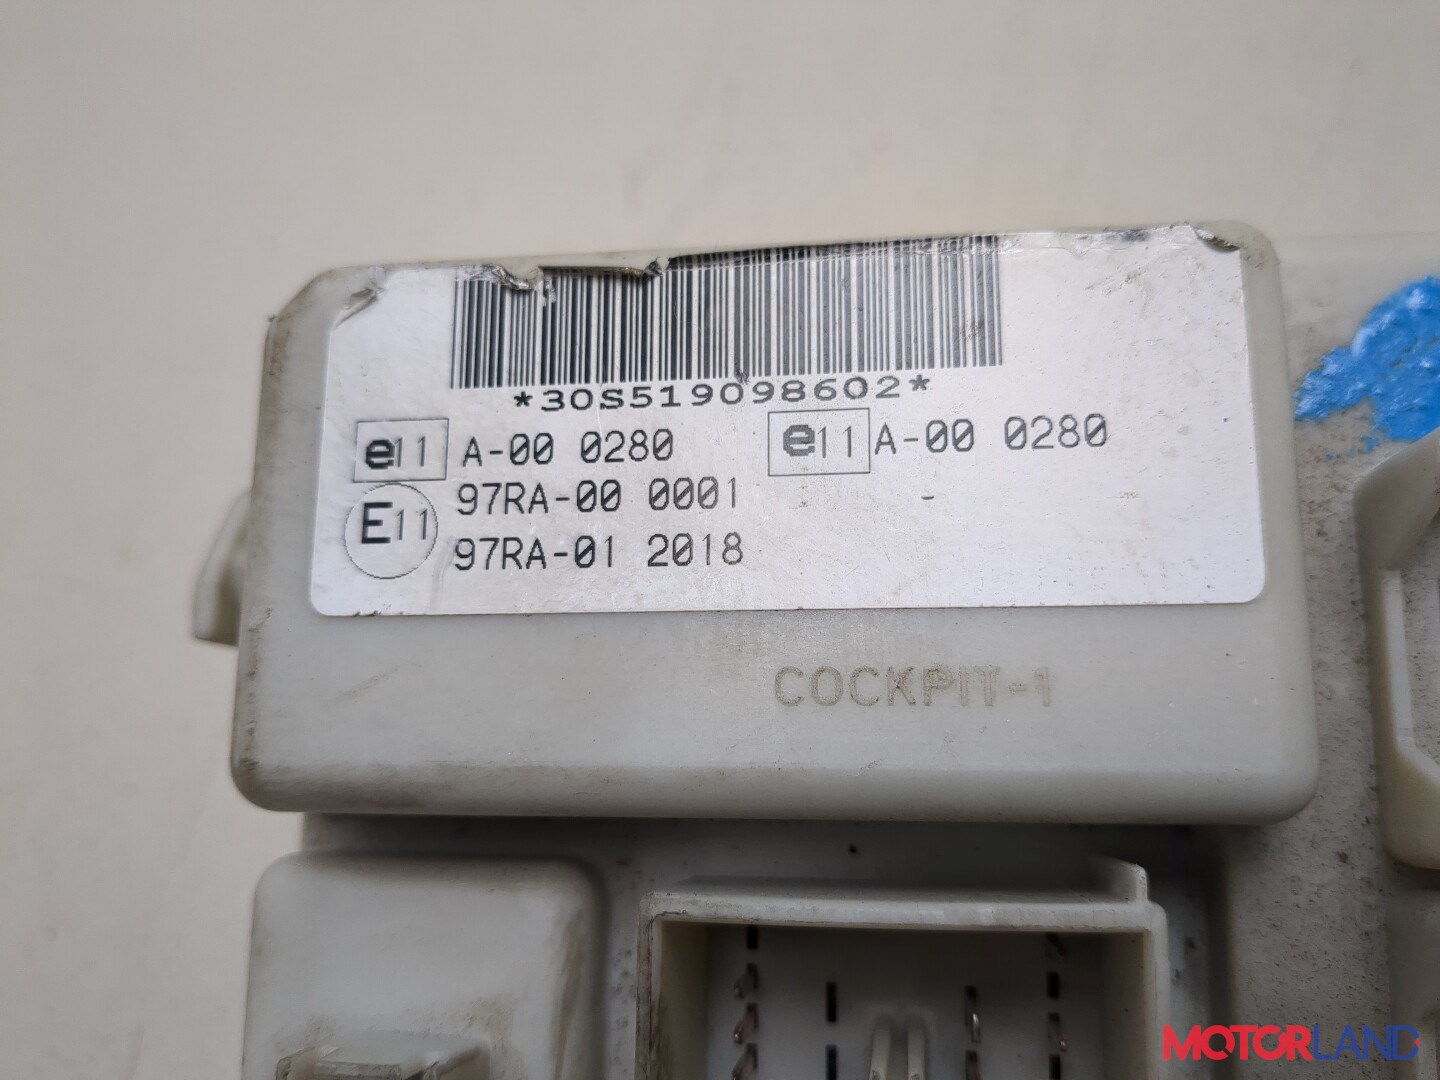 *30S519098602*
e11 A-00 0280 e11 A-00 0280
E11 97RA-00 0001 -
97RA-01 2018
COCKPIT-1
MOTORLAND